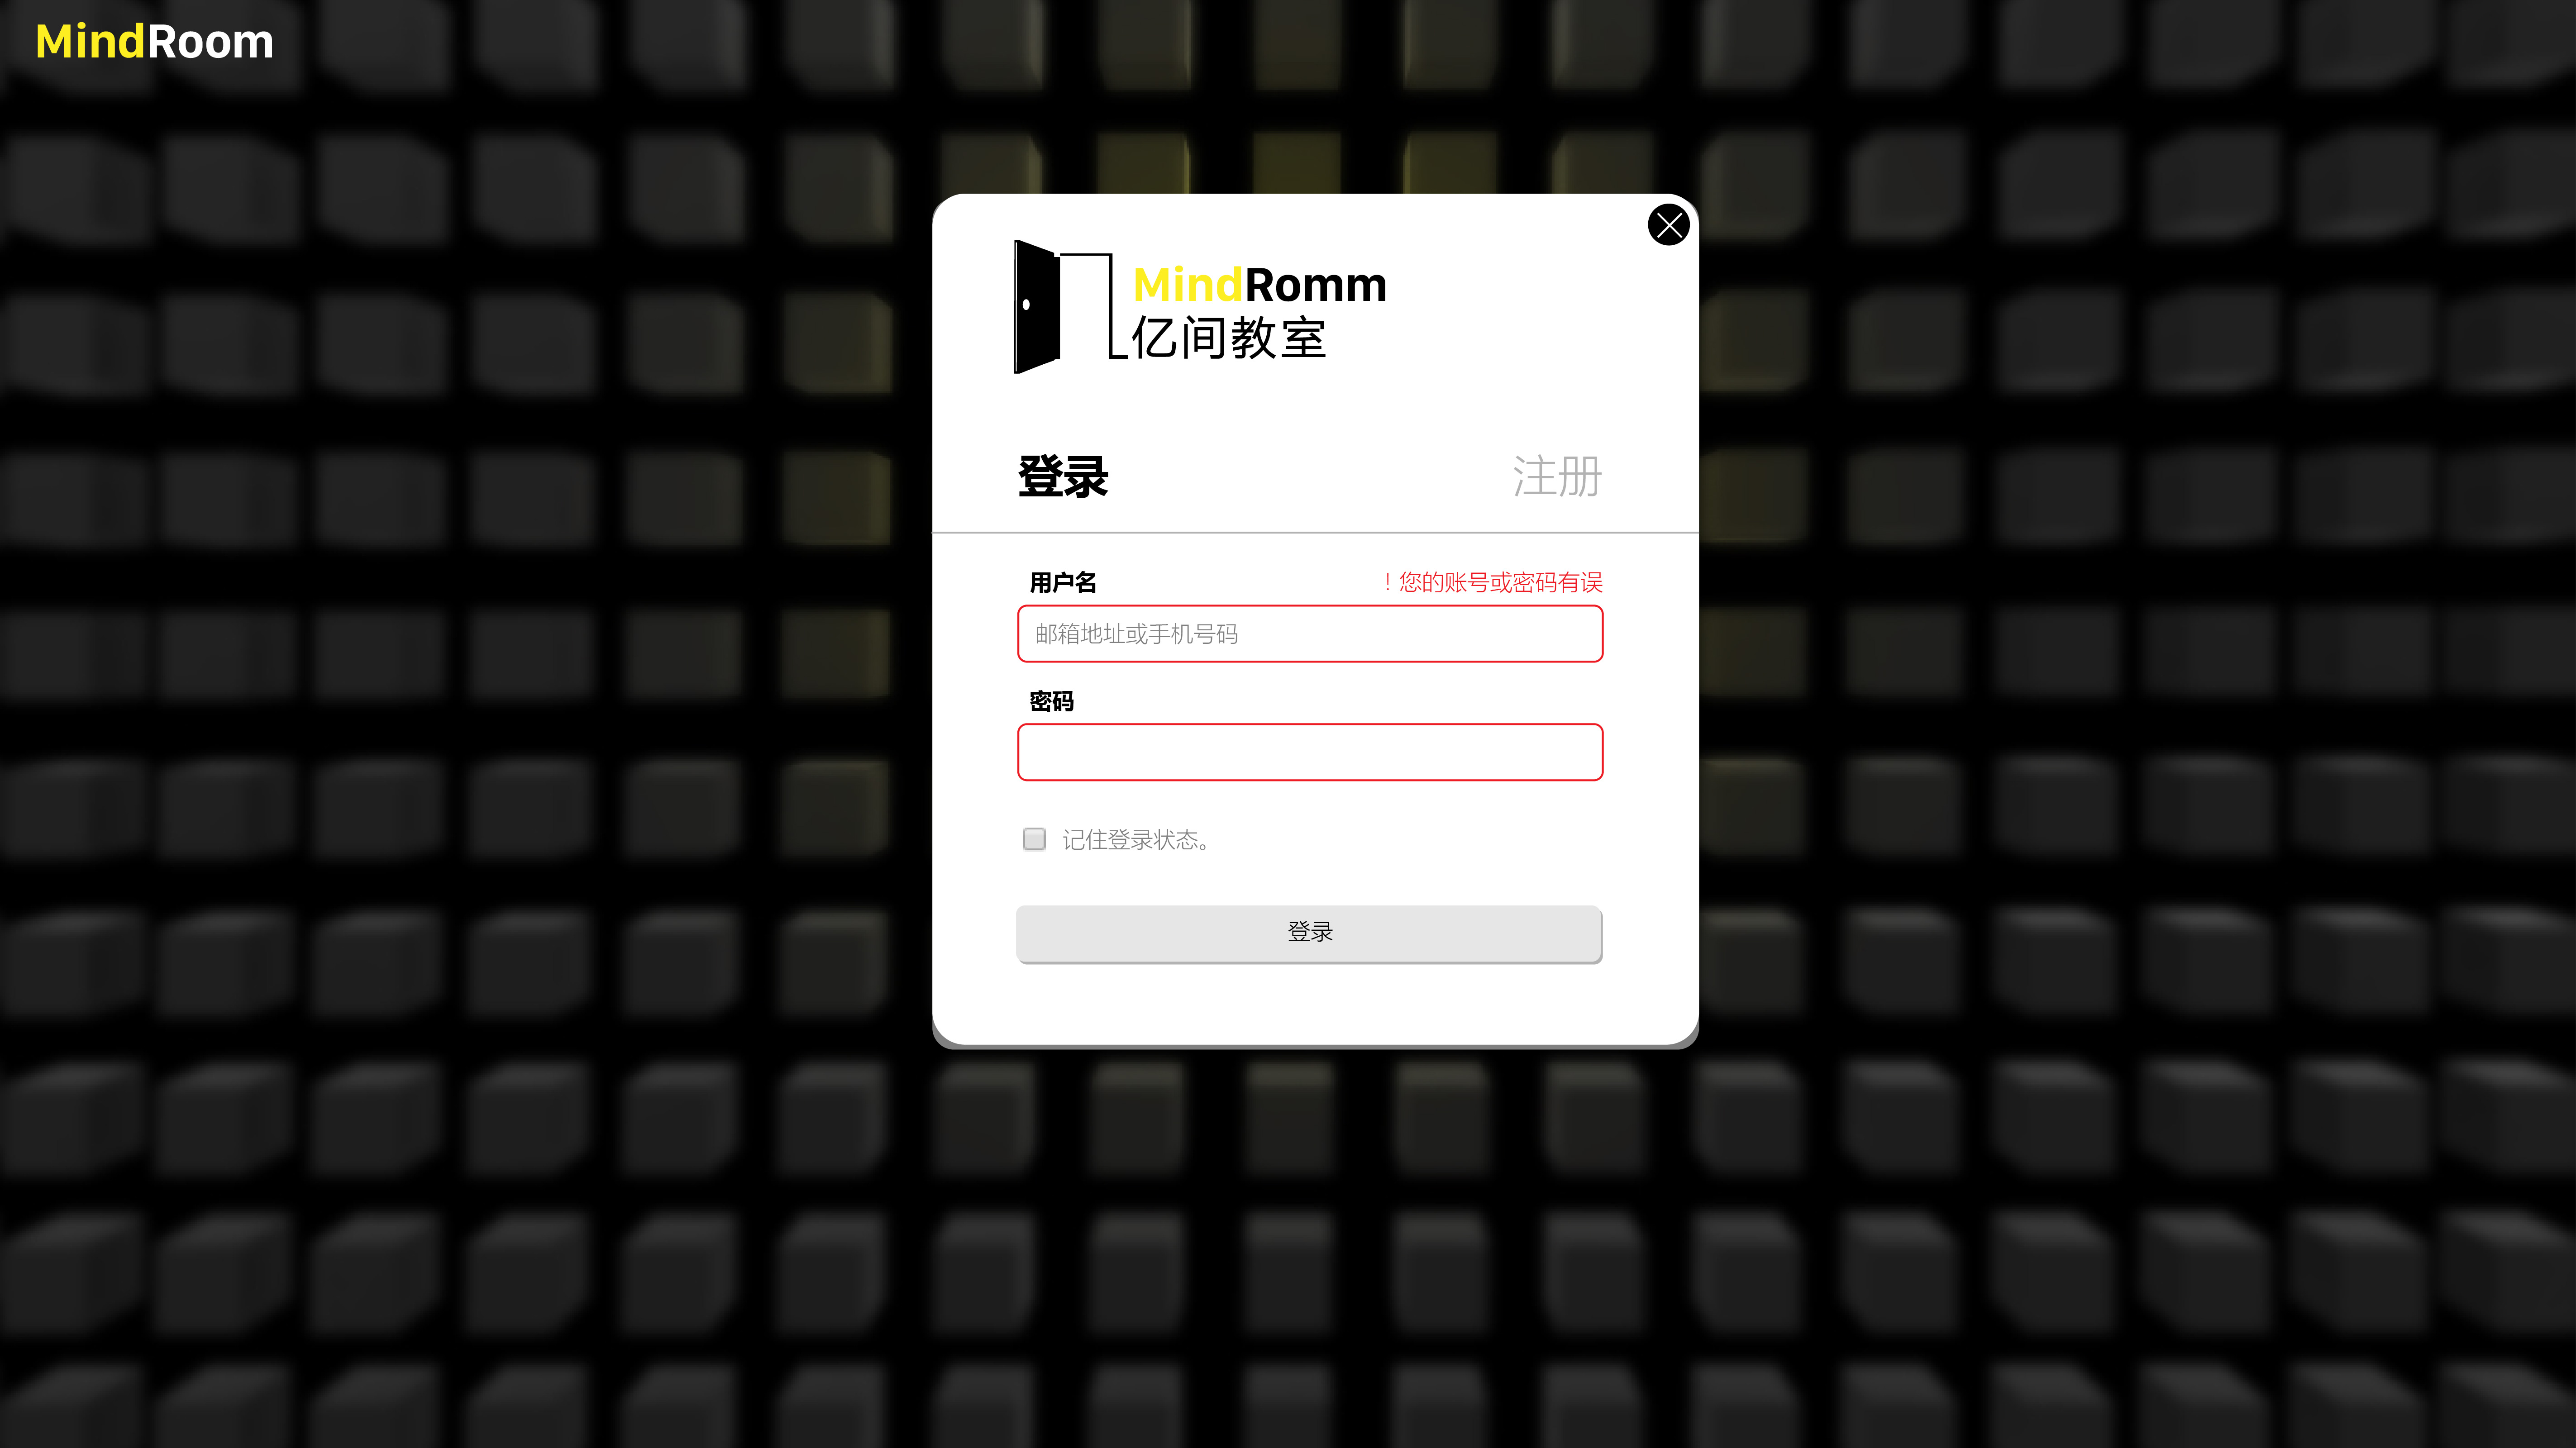 MindRoom
MindRomm
亿间教室
登录
注册
用户名
！您的账号或密码有误
邮箱地址或手机号码
密码
记住登录状态。
登录